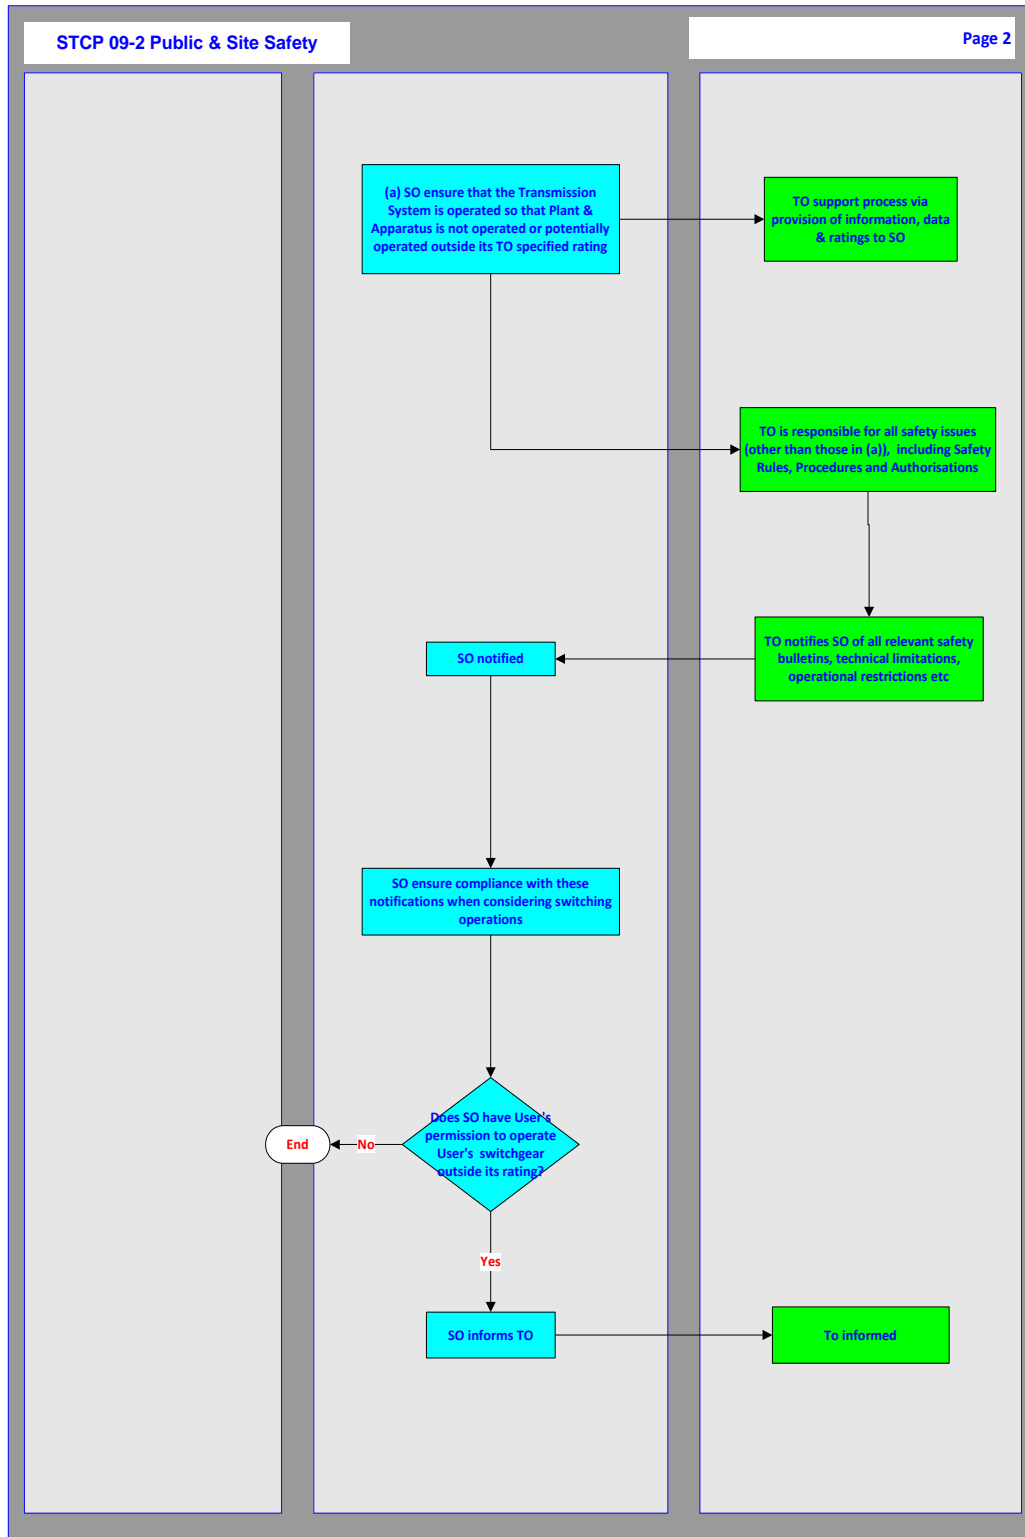 STCP 09-2 Public & Site Safety
Page 2
(a) SO ensure that the Transmission
System is operated so that Plant &
Apparatus is not operated or potentially
operated outside its TO specified rating
TO support process via
provision of information, data
& ratings to SO
TO is responsible for all safety issues
(other than those in (a)), including Safety
Rules, Procedures and Authorisations
TO notifies SO of all relevant safety
bulletins, technical limitations,
operational restrictions etc
SO notified
SO ensure compliance with these
notifications when considering switching
operations
Does SO have User's
permission to operate
User's switchgear
outside its rating?
No
End
Yes
SO informs TO
To informed